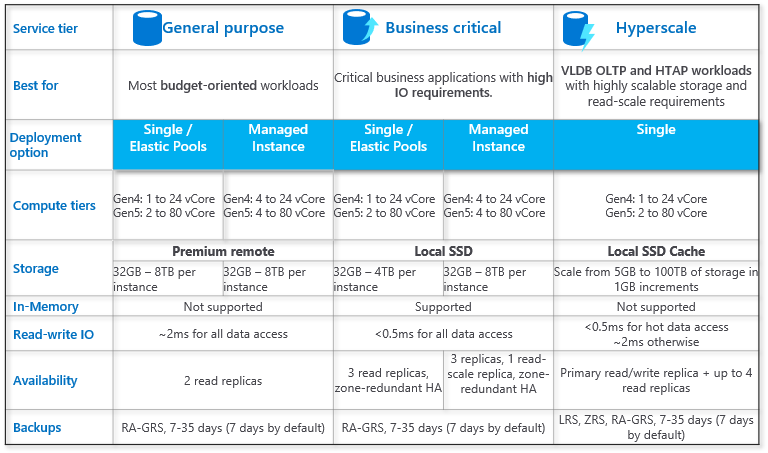 Service tier
General purpose
Business critical
Hyperscale
Best for
Most budget-oriented workloads
Critical business applications with high
IO requirements.
VLDB OLTP and HTAP workloads
with highly scalable storage and
read-scale requirements
Deployment
option
Single /
Elastic Pools
Managed
Instance
Single /
Elastic Pools
Managed
Instance
Single
Compute tiers
Gen4: 1 to 24 vCore
Gen5: 2 to 80 vCore
Gen4: 4 to 24 vCore
Gen5: 4 to 80 vCore
Gen4: 1 to 24 vCore
Gen5: 2 to 80 vCore
Gen4: 4 to 24 vCore
Gen5: 4 to 80 vCore
Gen4: 1 to 24 vCore
Gen5: 2 to 80 vCore
Storage
Premium remote
Local SSD
Local SSD Cache
32GB – 8TB per
instance
32GB – 8TB per
instance
32GB – 4TB per
instance
32GB – 8TB per
instance
Scale from 5GB to 100TB of storage in
1GB increments
In-Memory
Not supported
Supported
Not supported
Read-write IO
~2ms for all data access
<0.5ms for all data access
<0.5ms for hot data access
~2ms otherwise
Availability
2 read replicas
3 read replicas,
zone-redundant HA
3 replicas, 1 read-
scale replica, zone-
redundant HA
Primary read/write replica + up to 4
read replicas
Backups
RA-GRS, 7-35 days (7 days by default)
RA-GRS, 7-35 days (7 days by default)
LRS, ZRS, RA-GRS, 7-35 days (7 days
by default)